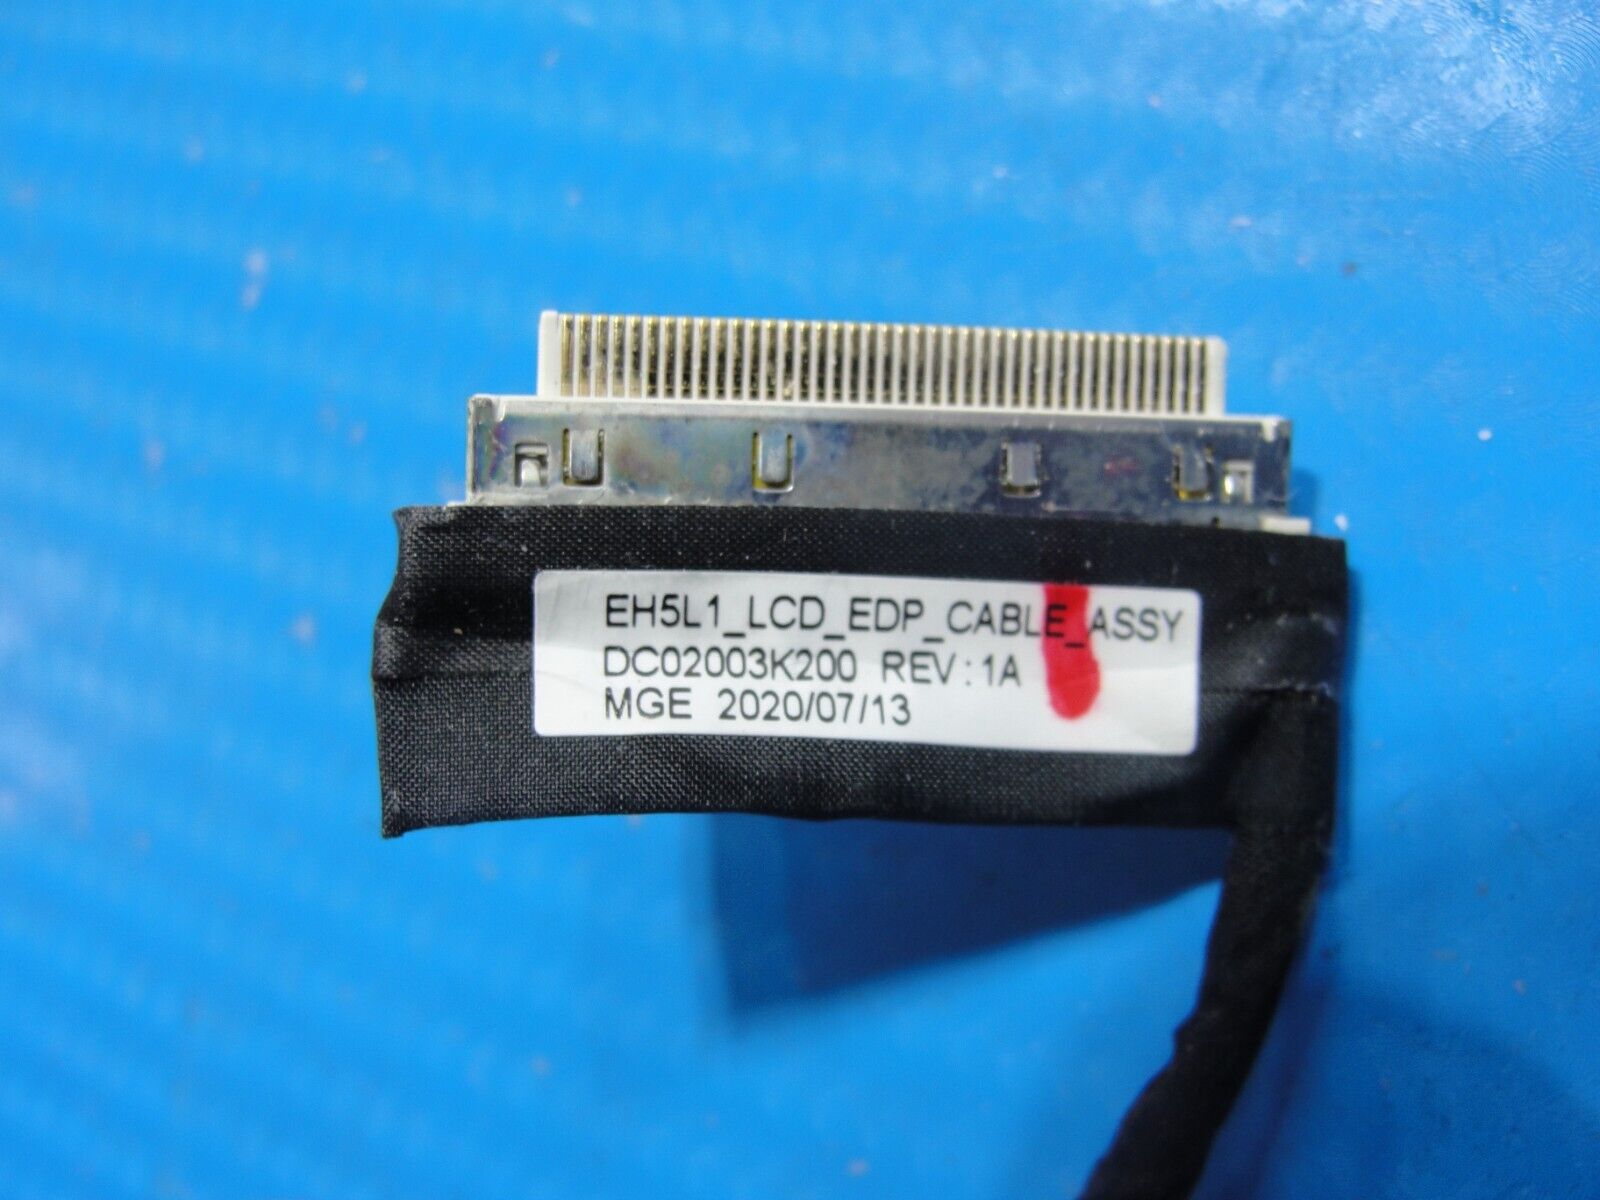 EH5L1_LCD_EDP_CABLE_ASSY
DC02003K200 REV:1A
MGE 2020/07/13